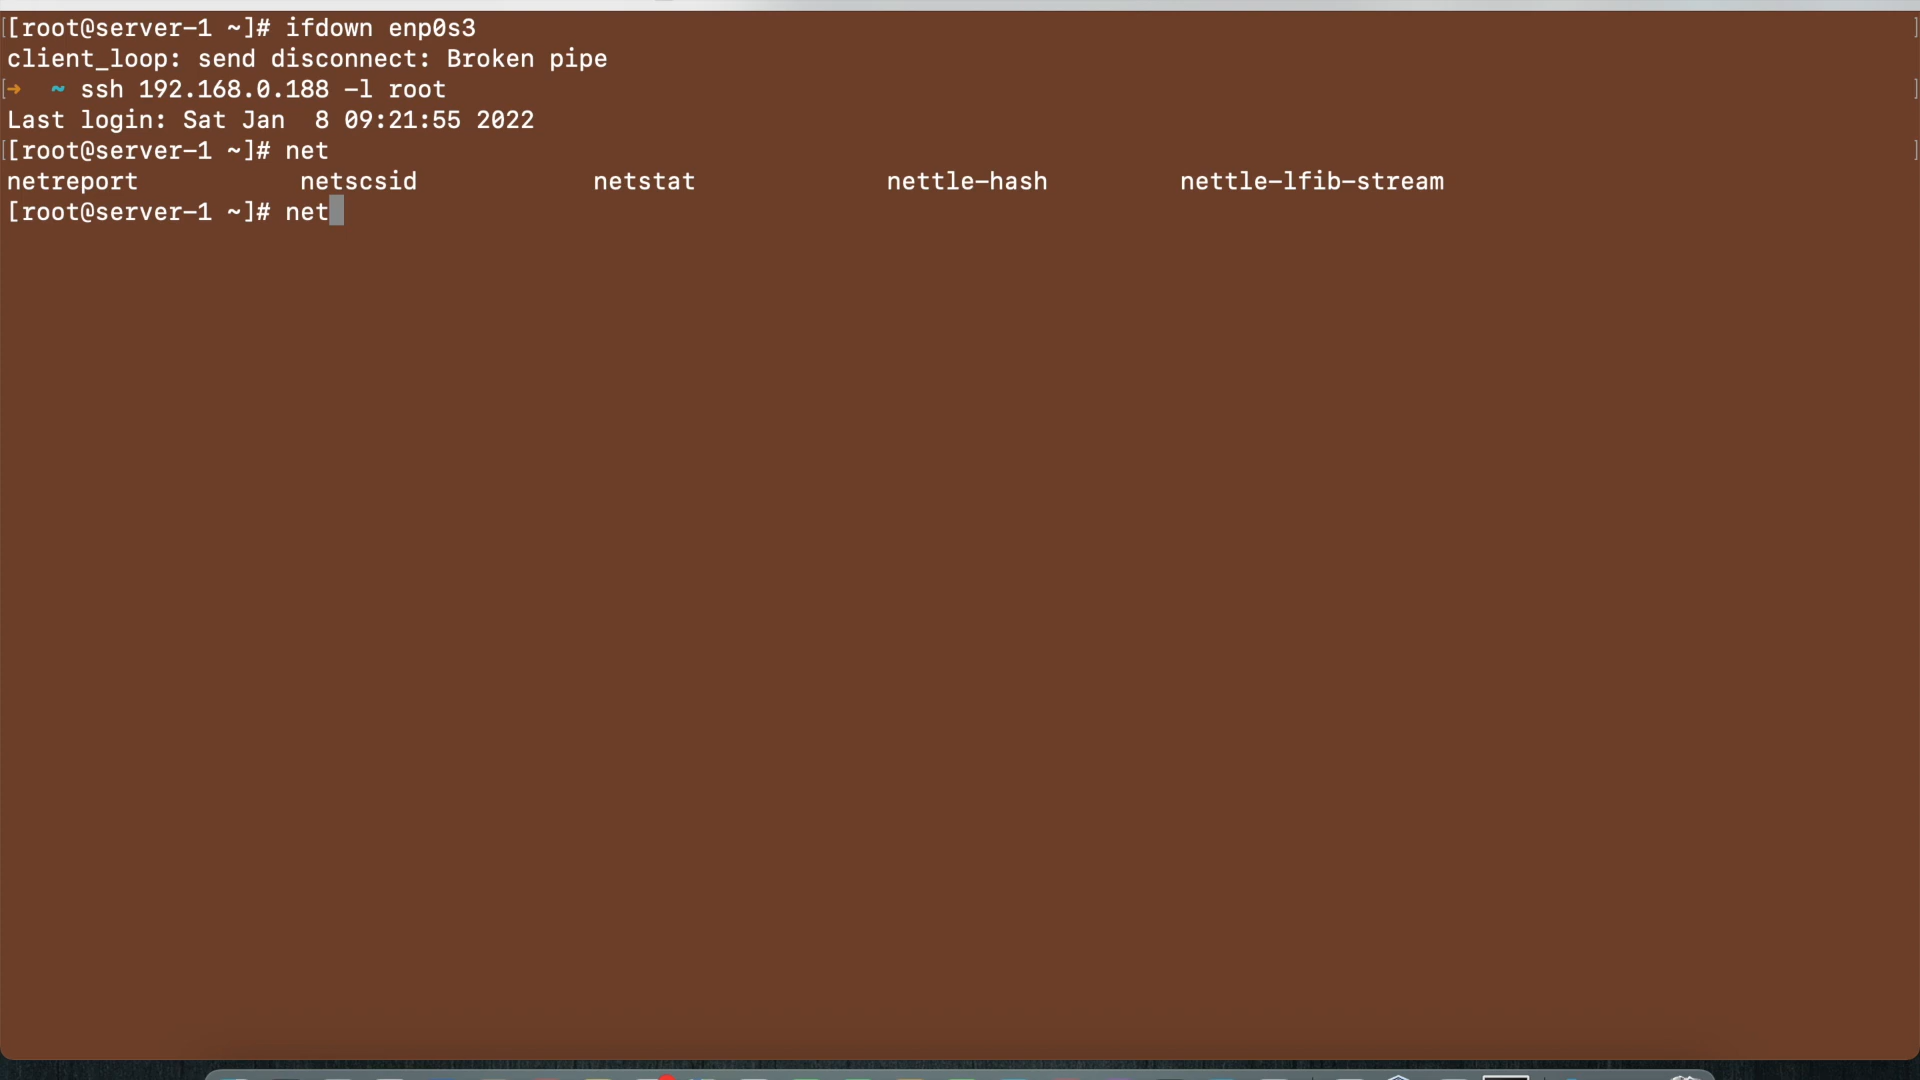 [[root@server-1 ~]# ifdown enp0s3 ]
client_loop: send disconnect: Broken pipe
[→ ~ ssh 192.168.0.188 -l root ]
Last login: Sat Jan  8 09:21:55 2022
[[root@server-1 ~]# net ]
netreport netscsid netstat nettle-hash nettle-lfib-stream
[root@server-1 ~]# net